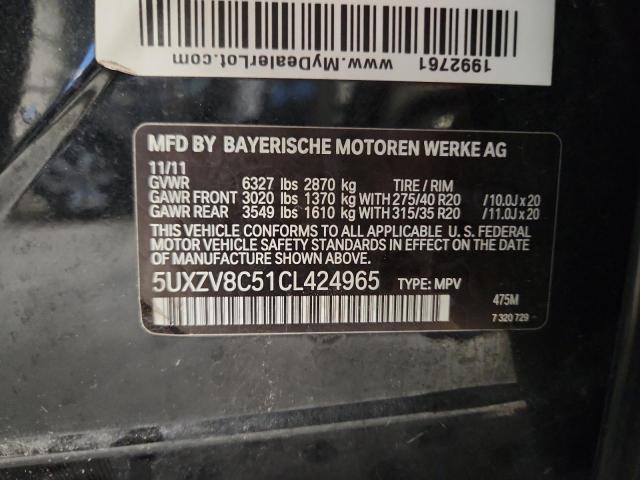 1992761
www.MyDealerLot.com
MFD BY BAYERISCHE MOTOREN WERKE AG
11/11
GVWR 6327 lbs 2870 kg TIRE / RIM
GAWR FRONT 3020 lbs 1370 kg WITH 275/40 R20 /10.0J x 20
GAWR REAR 3549 lbs 1610 kg WITH 315/35 R20 /11.0J x 20
THIS VEHICLE CONFORMS TO ALL APPLICABLE U. S. FEDERAL
MOTOR VEHICLE SAFETY STANDARDS IN EFFECT ON THE DATE
OF MANUFACTURE SHOWN ABOVE.
5UXZV8C51CL424965 TYPE: MPV
475M
7 320 729